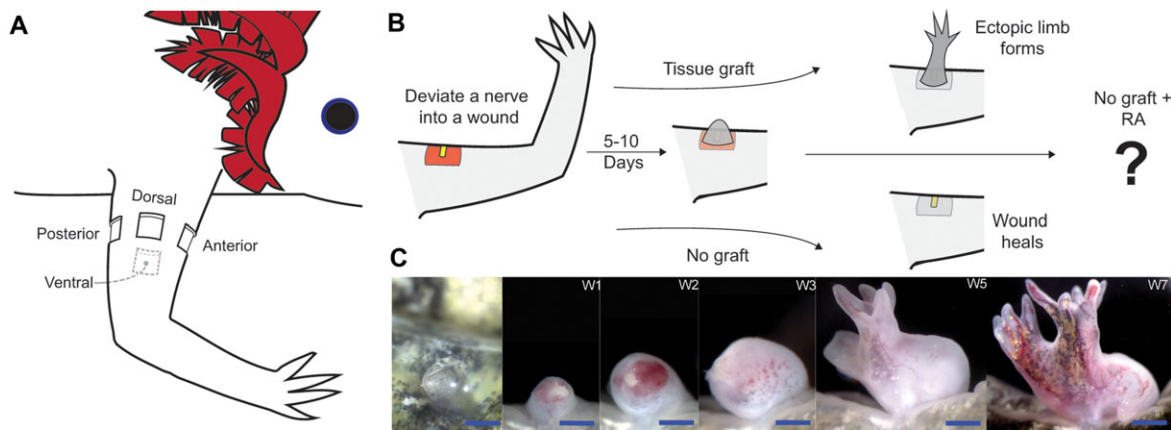 A
Dorsal
Posterior
Anterior
Ventral
B
Deviate a nerve
into a wound
5-10
Days
Tissue graft
No graft
Ectopic limb
forms
Wound
heals
No graft +
RA
?
C
W1
W2
W3
W5
W7